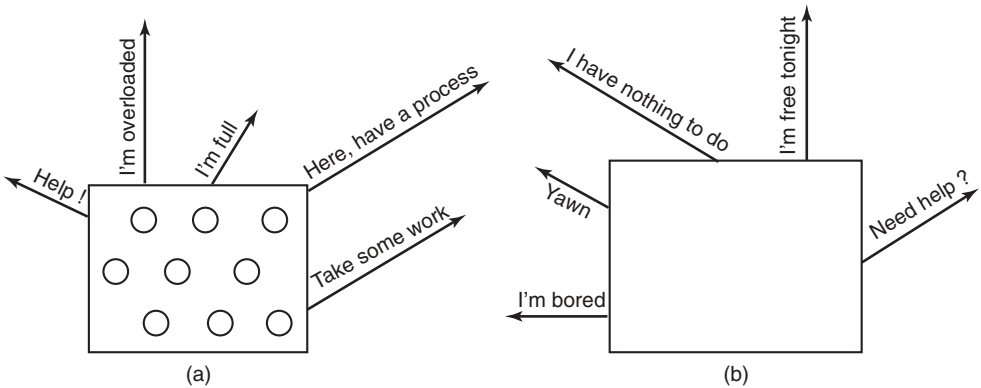 Help !
I'm overloaded
I'm full
Here, have a process
Take some work
(a)
I have nothing to do
I'm free tonight
Yawn
Need help ?
I'm bored
(b)